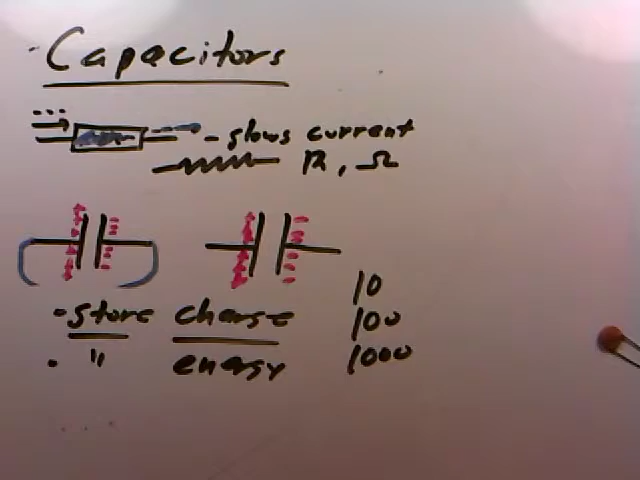 Capacitors
- slows current
R, Ω
10
- store charge
100
. " energy
1000